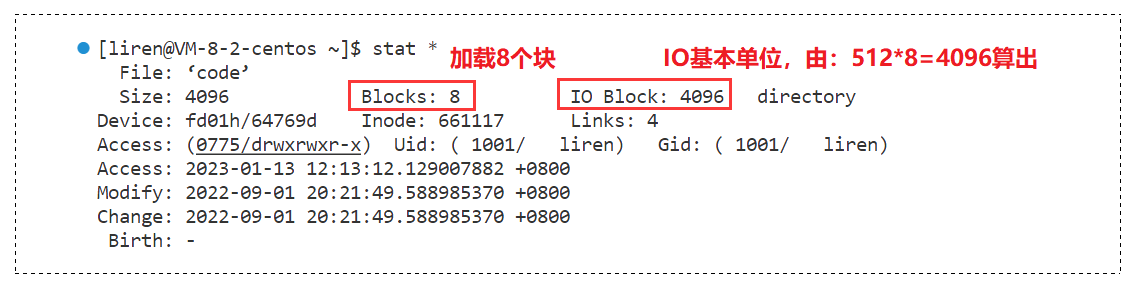 [liren@VM-8-2-centos ~]$ stat *
加载8个块
IO基本单位，由：512*8=4096算出
File: ‘code’
Size: 4096 Blocks: 8 IO Block: 4096 directory
Device: fd01h/64769d Inode: 661117 Links: 4
Access: (0775/drwxrwxr-x) Uid: ( 1001/ liren) Gid: ( 1001/ liren)
Access: 2023-01-13 12:13:12.129007882 +0800
Modify: 2022-09-01 20:21:49.588985370 +0800
Change: 2022-09-01 20:21:49.588985370 +0800
Birth: -